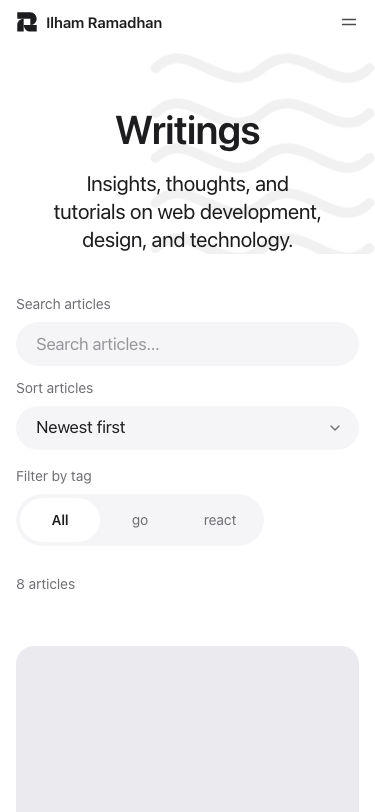 Ilham Ramadhan
Writings
Insights, thoughts, and
tutorials on web development,
design, and technology.
Search articles
Search articles...
Sort articles
Newest first
Filter by tag
All go react
8 articles